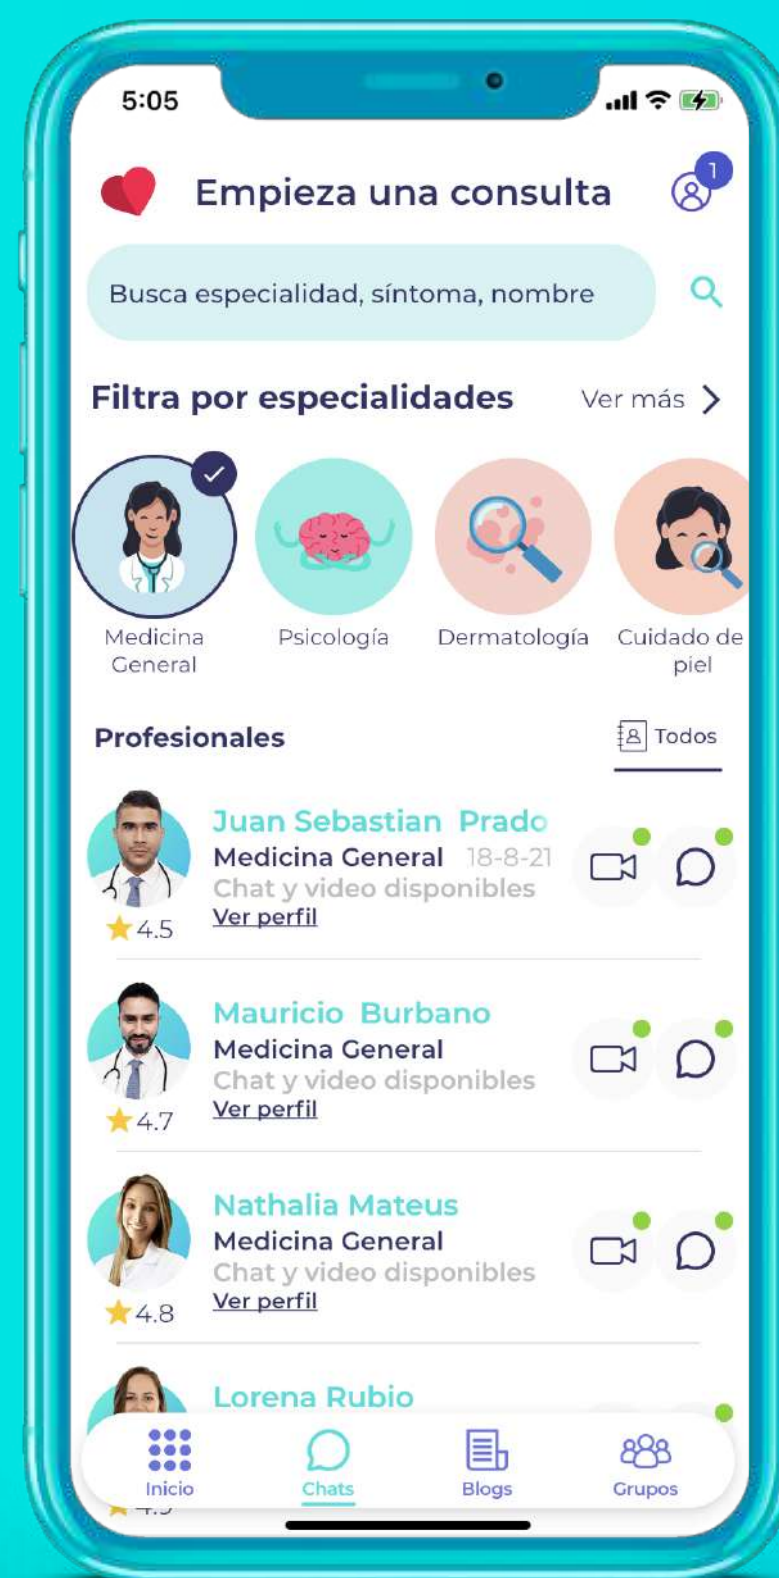 5:05
1
Empieza una consulta
Busca especialidad, síntoma, nombre
Filtra por especialidades Ver más
Medicina
General
Psicología
Dermatología
Cuidado de
piel
Profesionales
Todos
Juan Sebastian Prado
Medicina General 18-8-21
Chat y video disponibles
Ver perfil
4.5
Mauricio Burbano
Medicina General
Chat y video disponibles
Ver perfil
4.7
Nathalia Mateus
Medicina General
Chat y video disponibles
Ver perfil
4.8
Lorena Rubio
Inicio
Chats
Blogs
Grupos